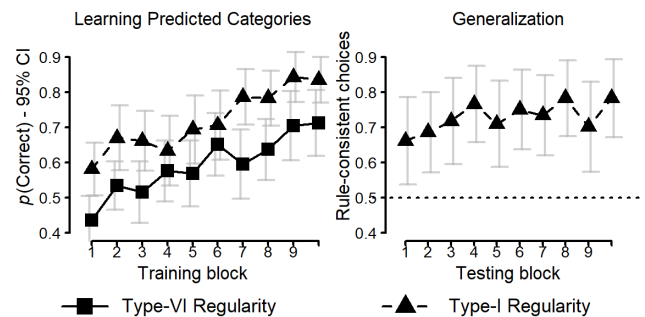 Learning Predicted Categories
p(Correct) - 95% CI
0.9
0.8
0.7
0.6
0.5
0.4
1 2 3 4 5 6 7 8 9
Training block
Generalization
Rule-consistent choices
0.9
0.8
0.7
0.6
0.5
0.4
1 2 3 4 5 6 7 8 9
Testing block
Type-VI Regularity
Type-I Regularity